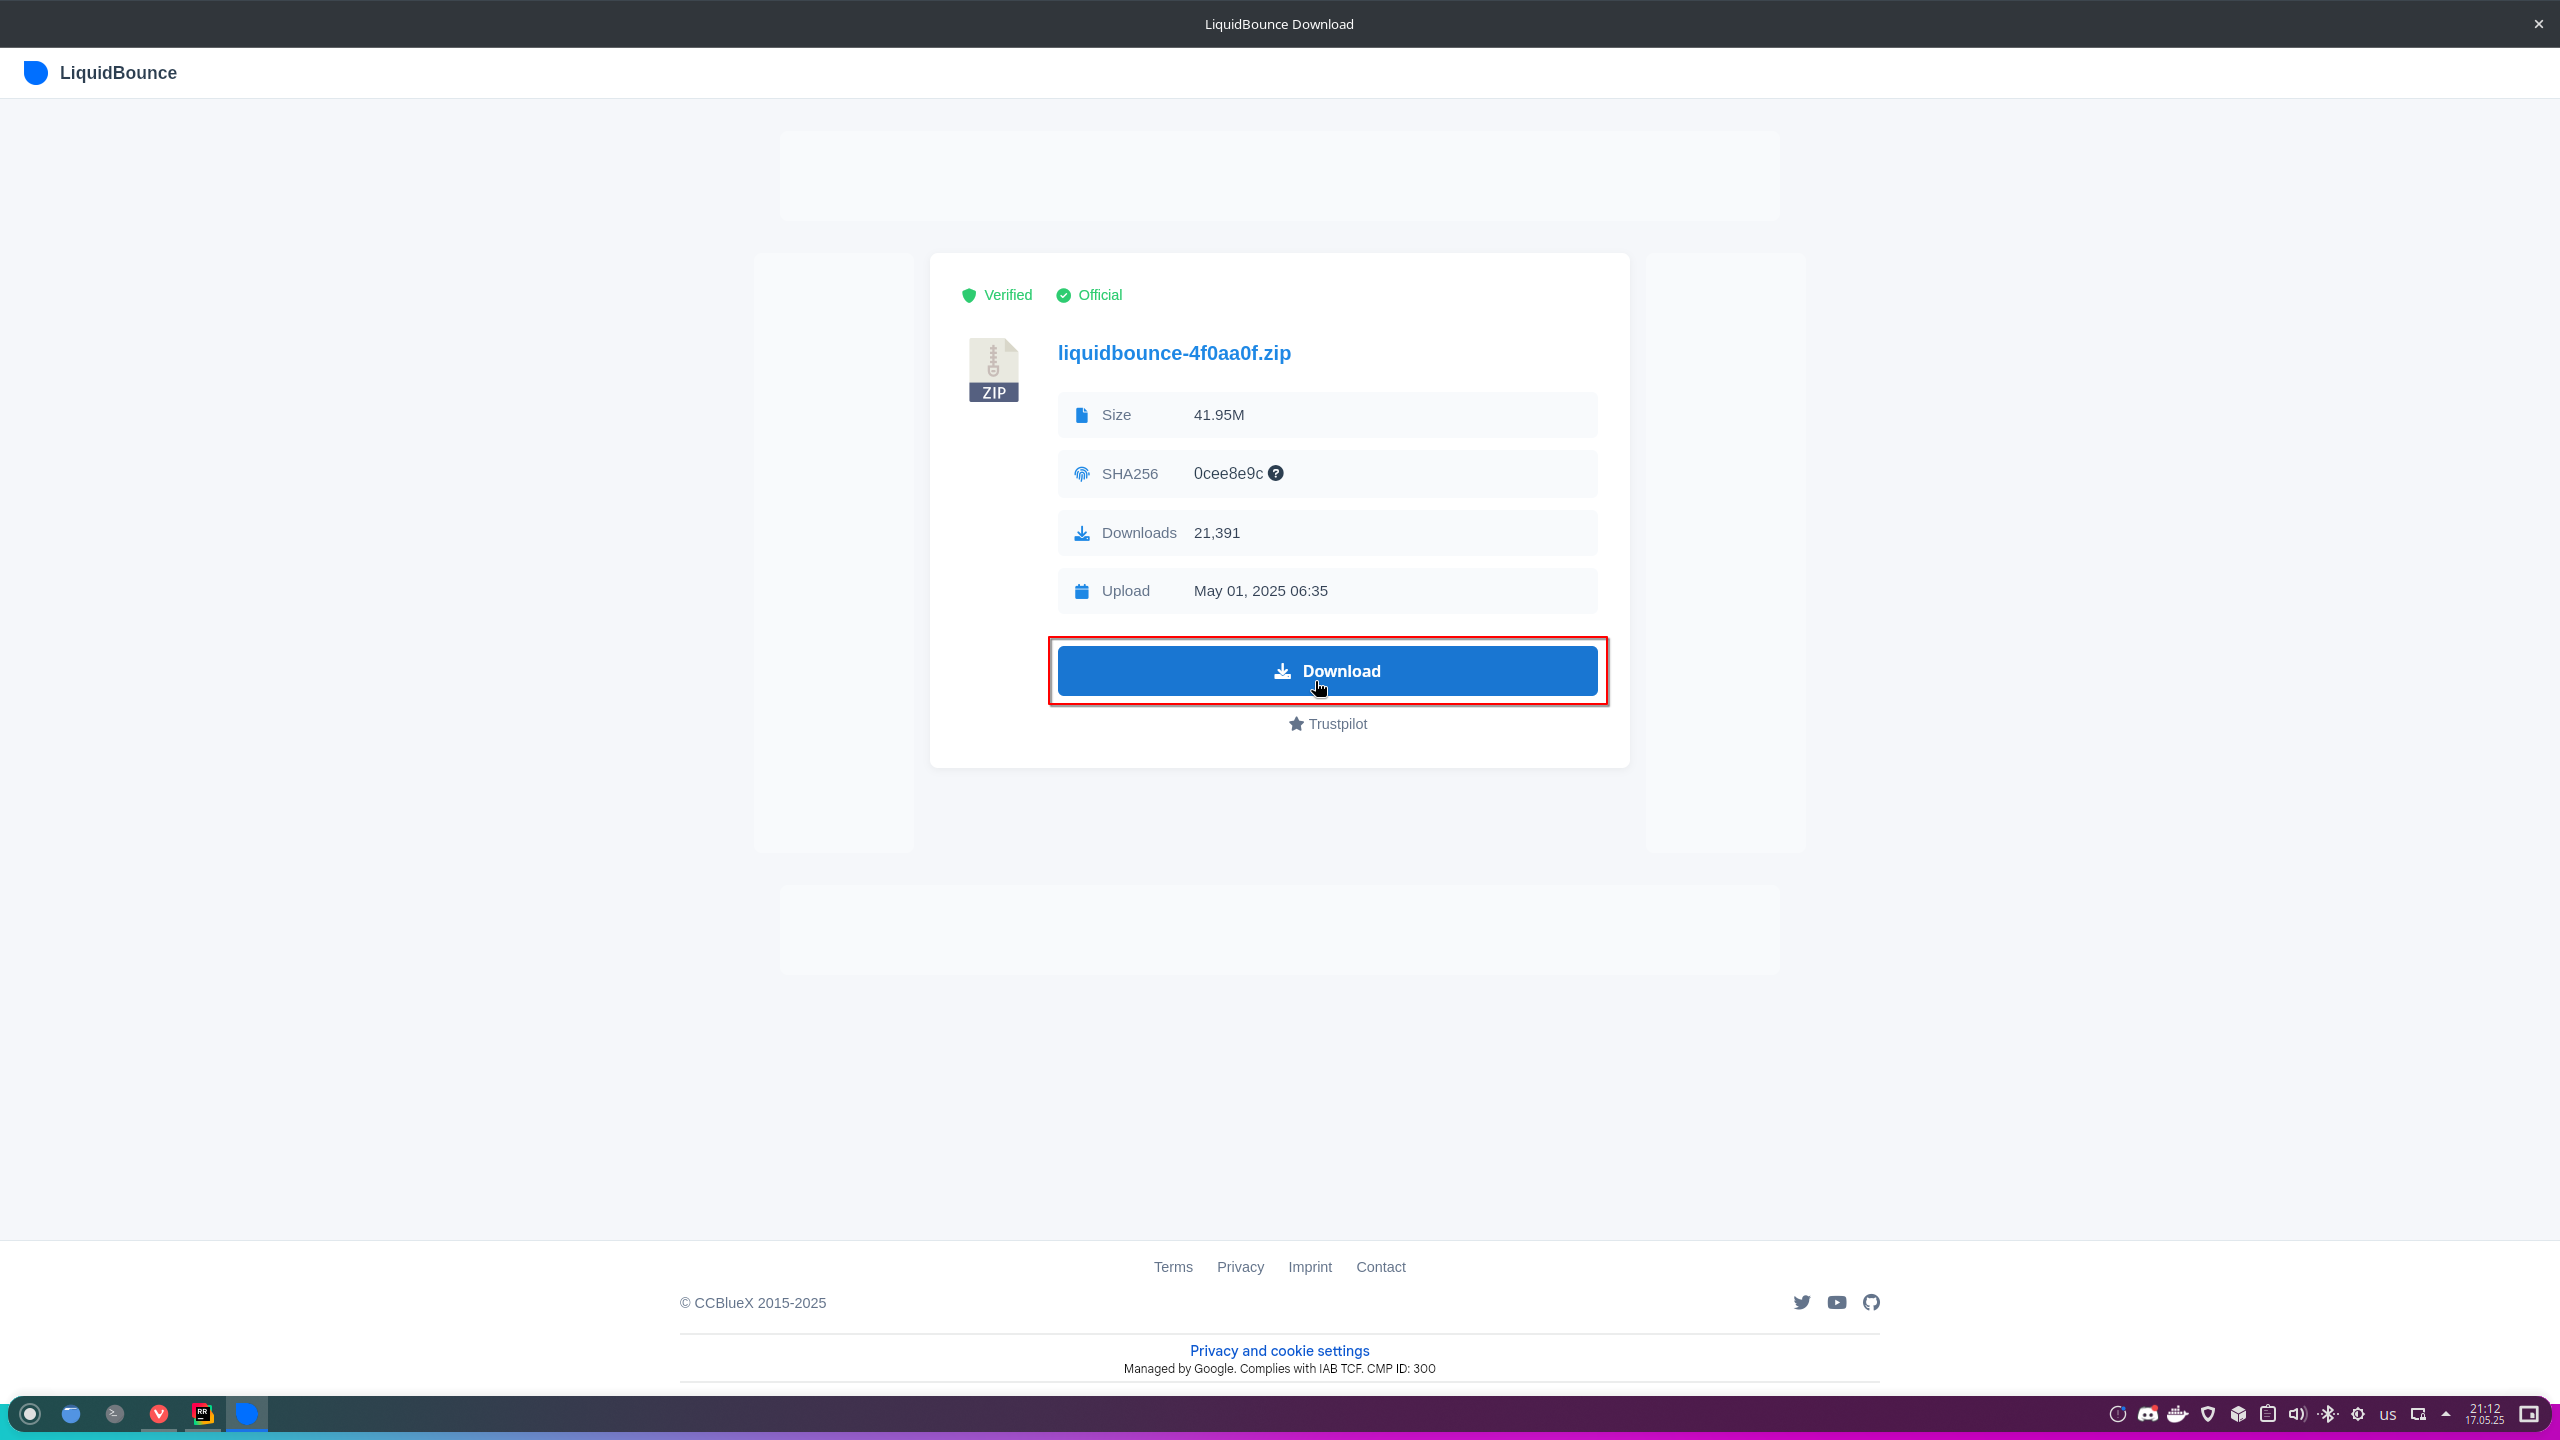 LiquidBounce Download
LiquidBounce
Verified Official
liquidbounce-4f0aa0f.zip
ZIP
Size 41.95M
SHA256 0cee8e9c
Downloads 21,391
Upload May 01, 2025 06:35
Download
Trustpilot
Terms Privacy Imprint Contact
© CCBlueX 2015-2025
Privacy and cookie settings
Managed by Google. Complies with IAB TCF. CMP ID: 300
RR
us
21:12
17.05.25